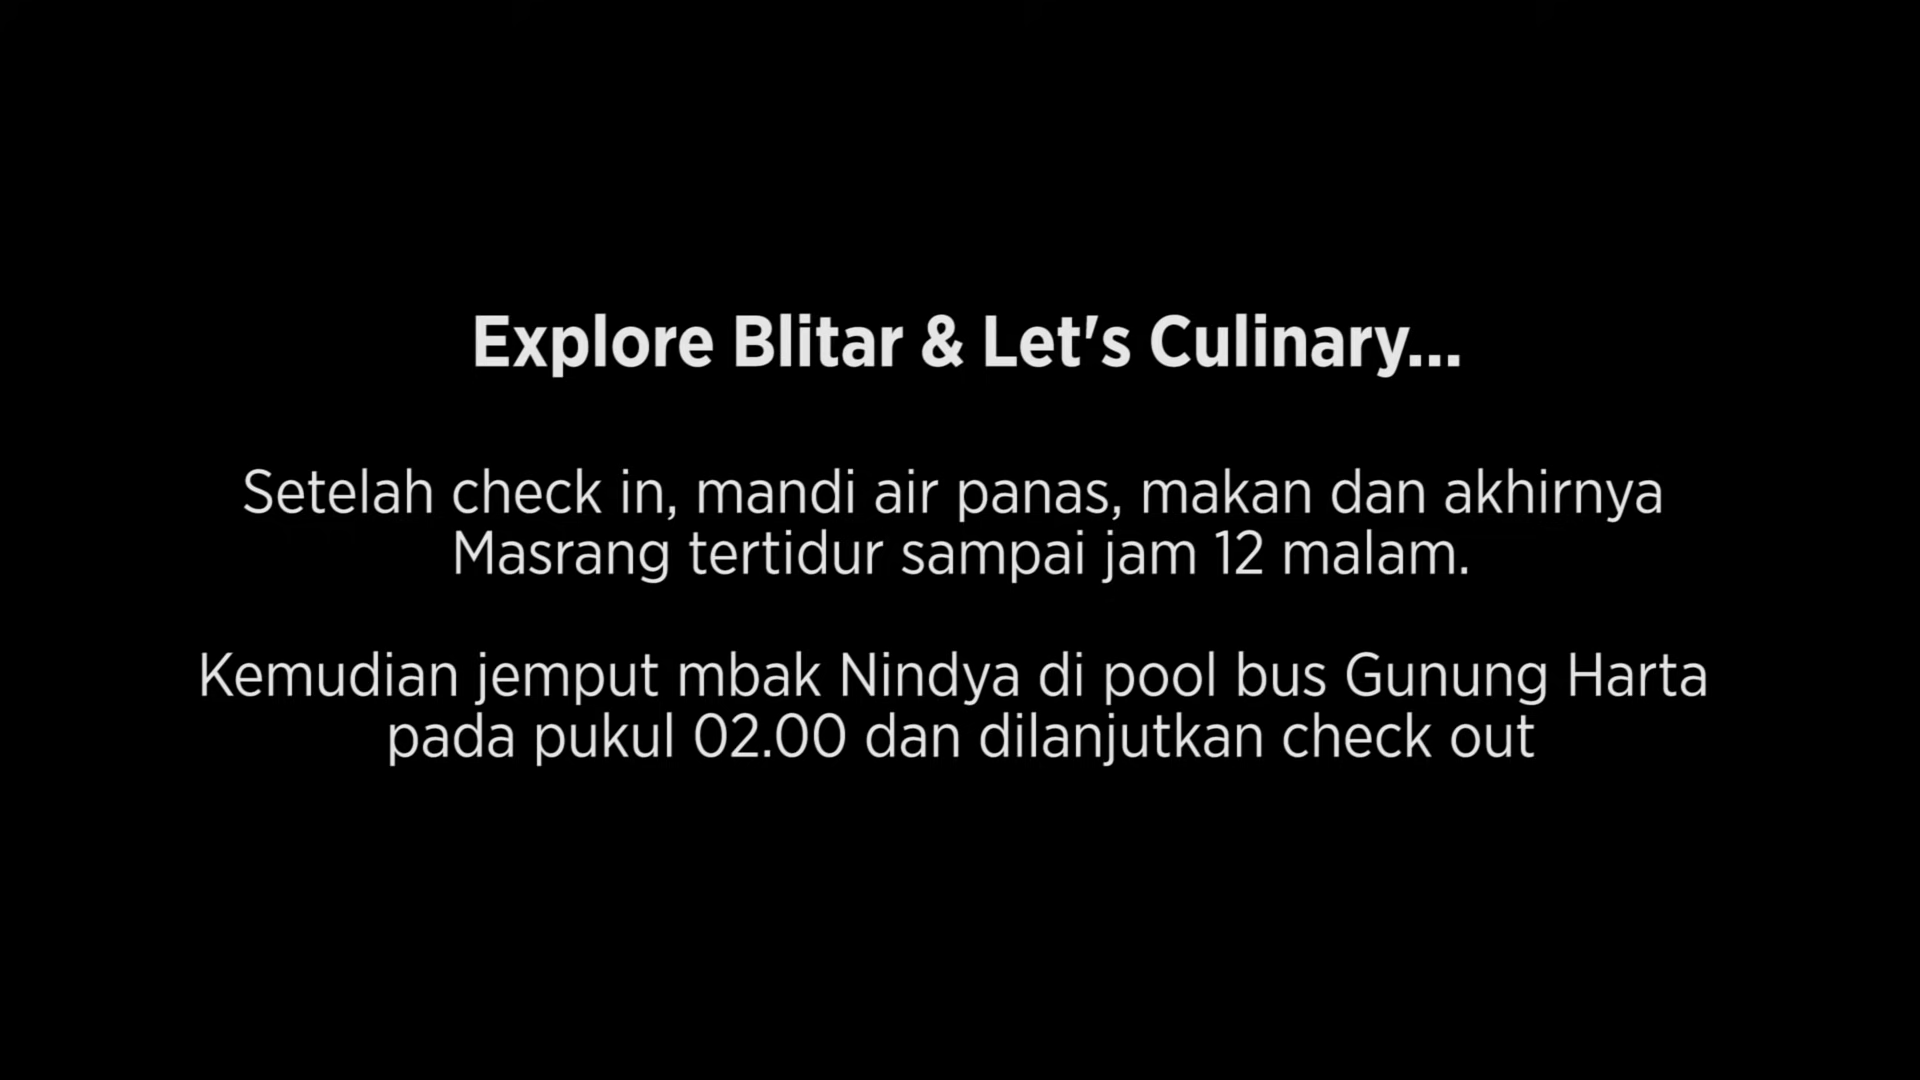 Explore Blitar & Let's Culinary...
Setelah check in, mandi air panas, makan dan akhirnya
Masrang tertidur sampai jam 12 malam.
Kemudian jemput mbak Nindya di pool bus Gunung Harta
pada pukul 02.00 dan dilanjutkan check out